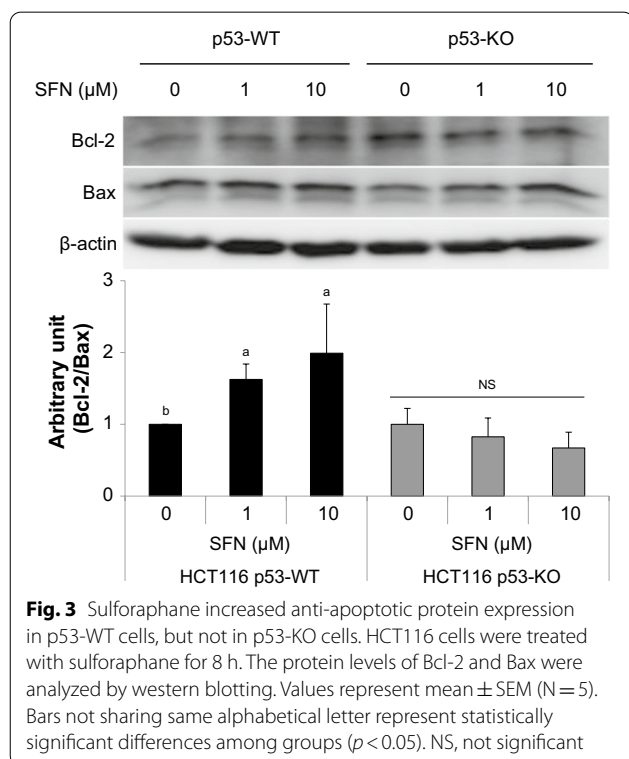 p53-WT p53-KO
SFN (μM) 0 1 10 0 1 10
Bcl-2
Bax
β-actin
Arbitrary unit
(Bcl-2/Bax)
3
2
1
0
b a a NS
0 1 10 0 1 10
SFN (μM) SFN (μM)
HCT116 p53-WT HCT116 p53-KO
Fig. 3 Sulforaphane increased anti-apoptotic protein expression
in p53-WT cells, but not in p53-KO cells. HCT116 cells were treated
with sulforaphane for 8 h. The protein levels of Bcl-2 and Bax were
analyzed by western blotting. Values represent mean ± SEM (N = 5).
Bars not sharing same alphabetical letter represent statistically
significant differences among groups (p < 0.05). NS, not significant